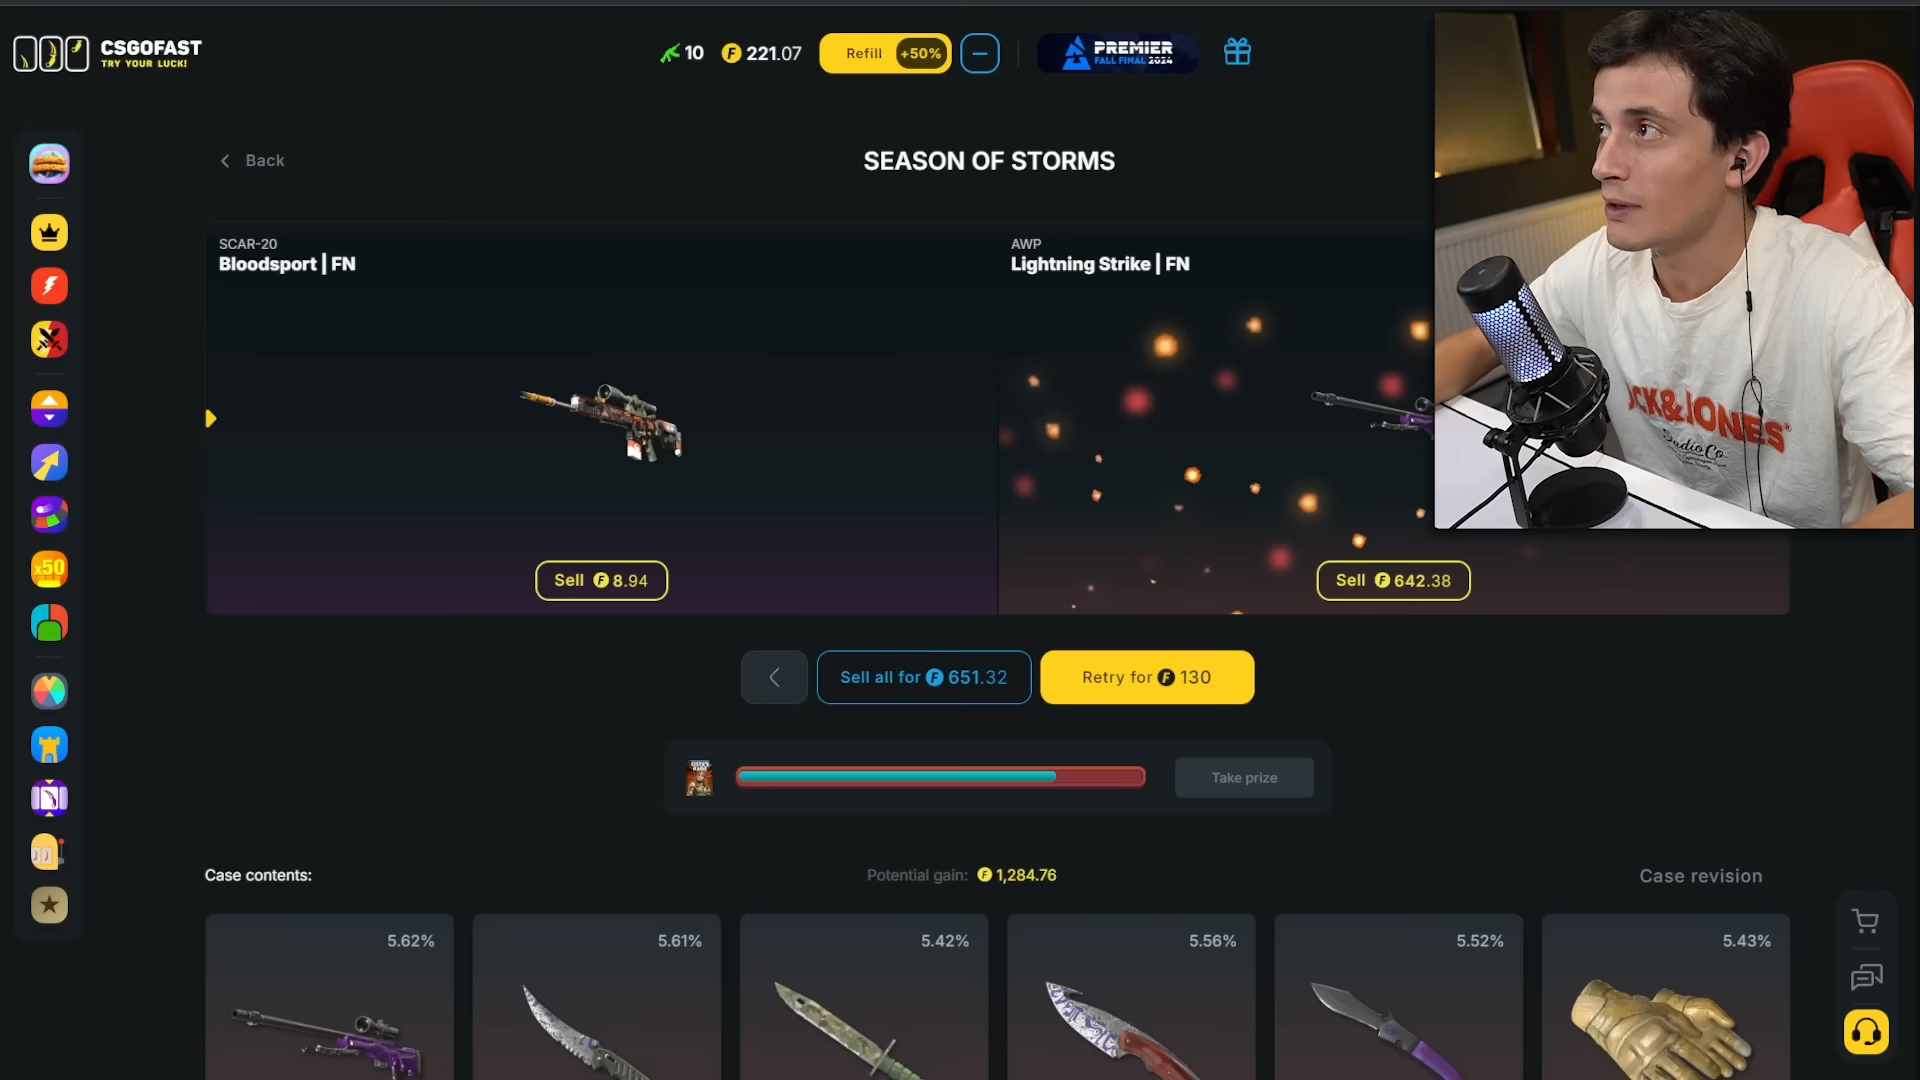 CSGOFAST
TRY YOUR LUCK!
10
F 221.07
Refill +50%
PREMIER
FALL FINAL 2024
Back
SEASON OF STORMS
SCAR-20
Bloodsport | FN
AWP
Lightning Strike | FN
Sell F 8.94
Sell F 642.38
x50
Sell all for F 651.32
Retry for F 130
Take prize
Case contents:
Potential gain: F 1,284.76
Case revision
5.62%
5.61%
5.42%
5.56%
5.52%
5.43%
JACK&JONES®
Studio Co.